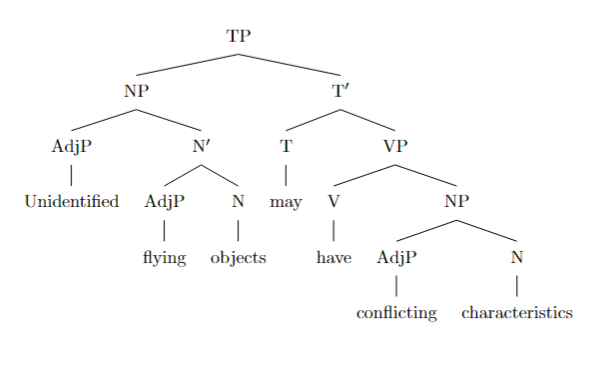 TP
NP T′
AdjP N′ T VP
Unidentified AdjP N may V NP
flying objects have AdjP N
conflicting characteristics